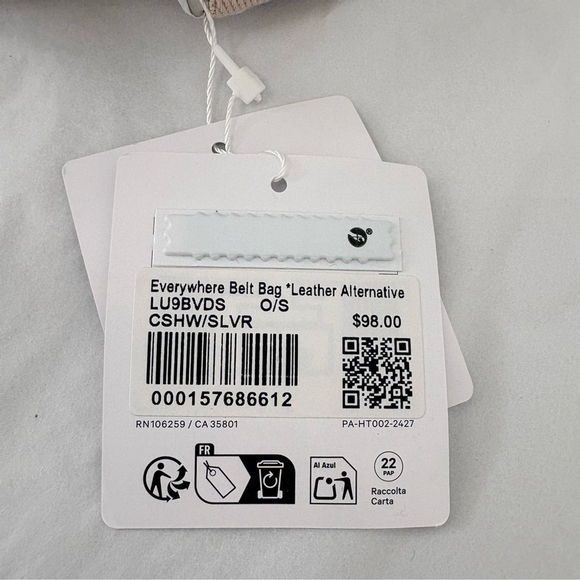 ®
Everywhere Belt Bag *Leather Alternative
LU9BVDS O/S
CSHW/SLVR $98.00
000157686612
RN106259 / CA 35801 PA-HT002-2427
FR
Al Azul
22
PAP
Raccolta
Carta